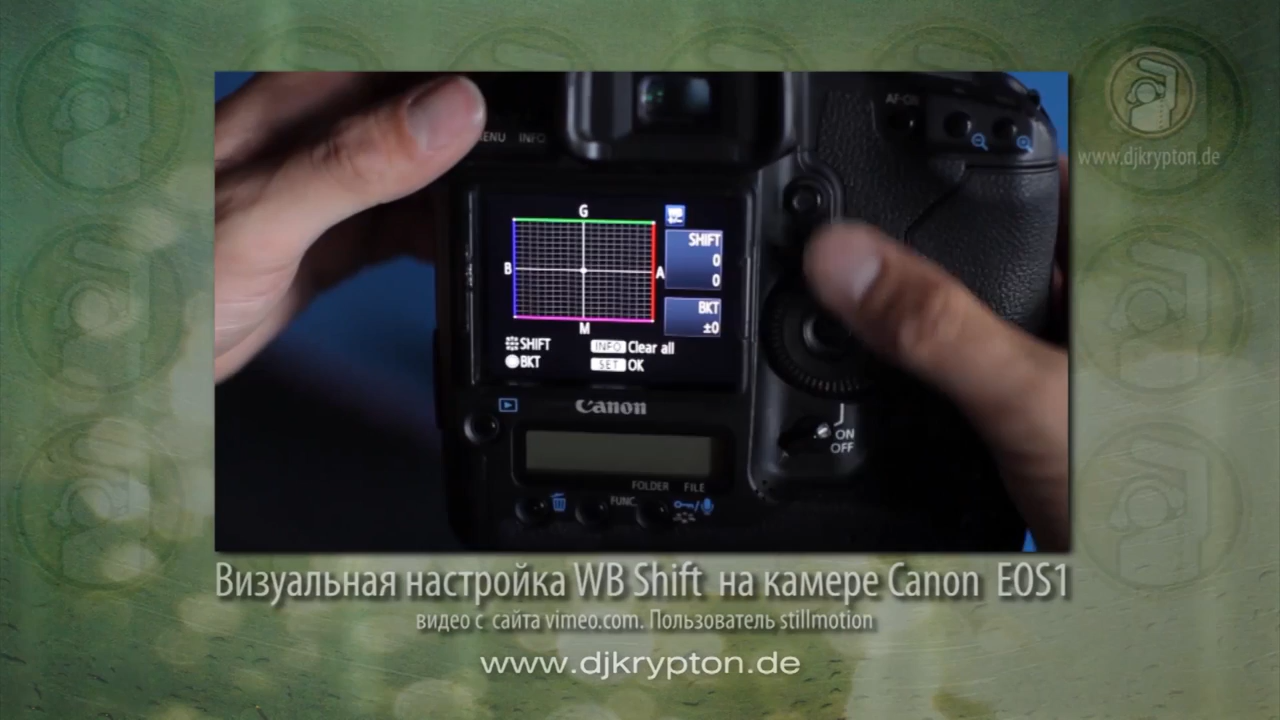 www.djkrypton.de
AF-ON
MENU INFO
G
B
A
M
WB
+/-
SHIFT
0
0
BKT
±0
SHIFT
INFO Clear all
BKT
SET OK
Canon
ON
OFF
FOLDER FILE
FUNC.
Визуальная настройка WB Shift на камере Canon EOS1
видео с сайта vimeo.com. Пользователь stillmotion
www.djkrypton.de